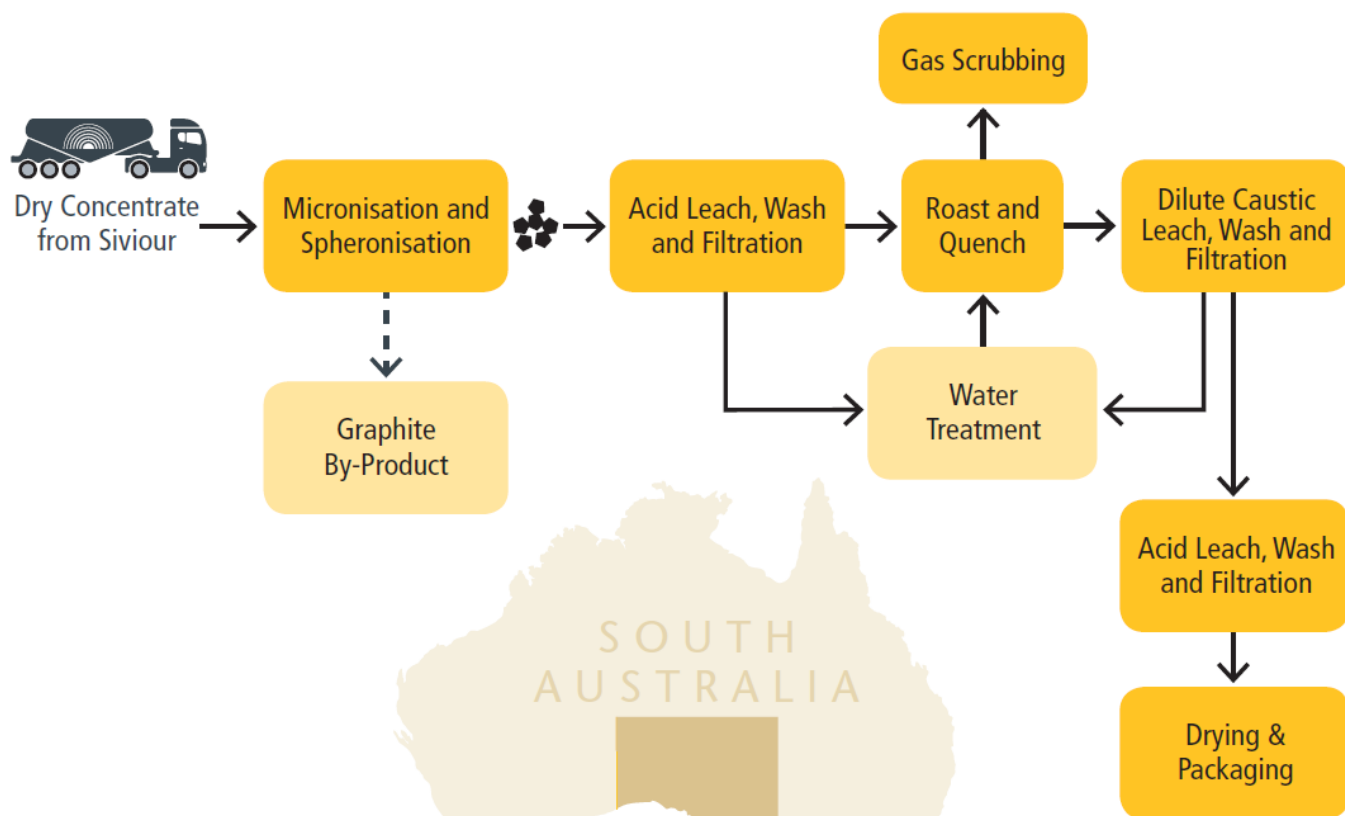 Gas Scrubbing
Dry Concentrate
from Siviour
Micronisation and
Spheronisation
Acid Leach, Wash
and Filtration
Roast and
Quench
Dilute Caustic
Leach, Wash and
Filtration
Graphite
By-Product
Water
Treatment
Acid Leach, Wash
and Filtration
SOUTH
AUSTRALIA
Drying &
Packaging